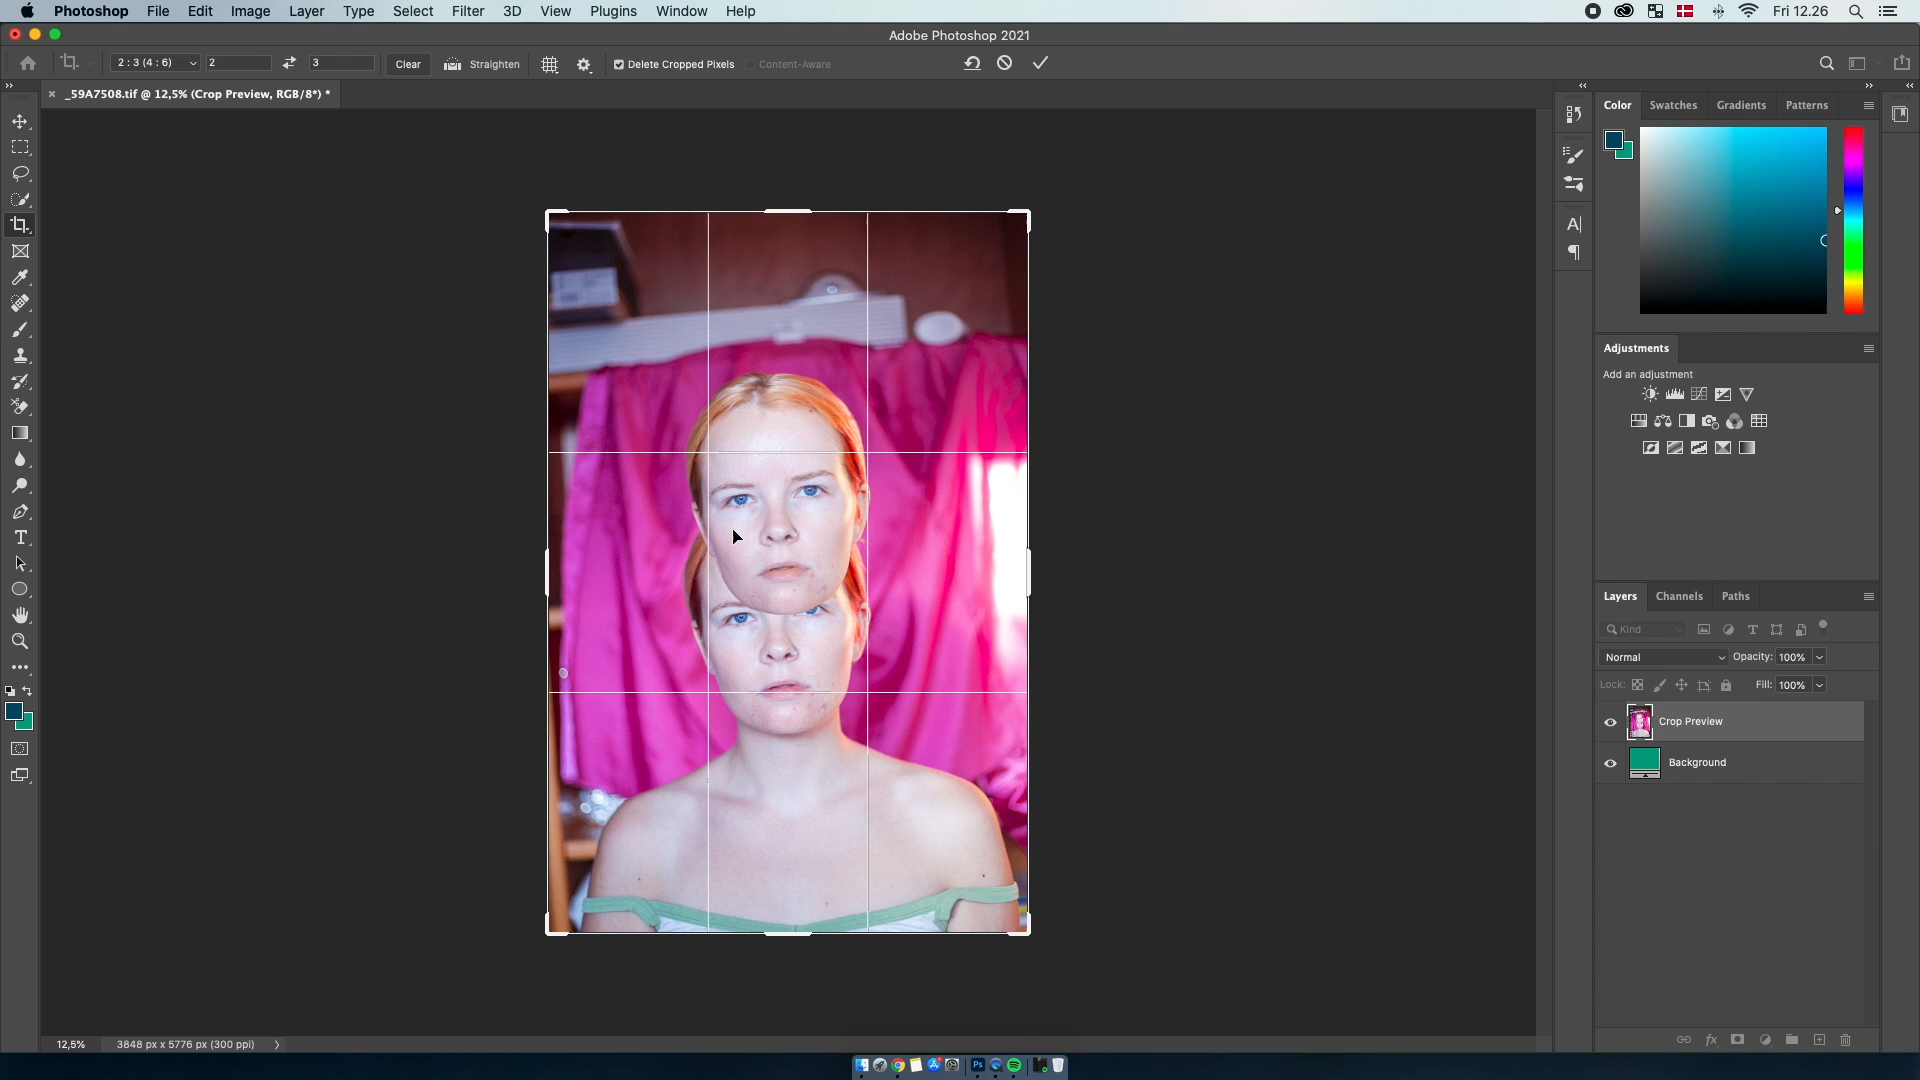 Photoshop File Edit Image Layer Type Select Filter 3D View Plugins Window Help Fri 12.26
Adobe Photoshop 2021
2 : 3 (4 : 6) 2 3 Clear Straighten Delete Cropped Pixels Content-Aware
_59A7508.tif @ 12,5% (Crop Preview, RGB/8*) *
Color Swatches Gradients Patterns
Adjustments
Add an adjustment
Layers Channels Paths
Kind
Normal Opacity: 100%
Lock: Fill: 100%
Crop Preview
Background
12,5% 3848 px x 5776 px (300 ppi)